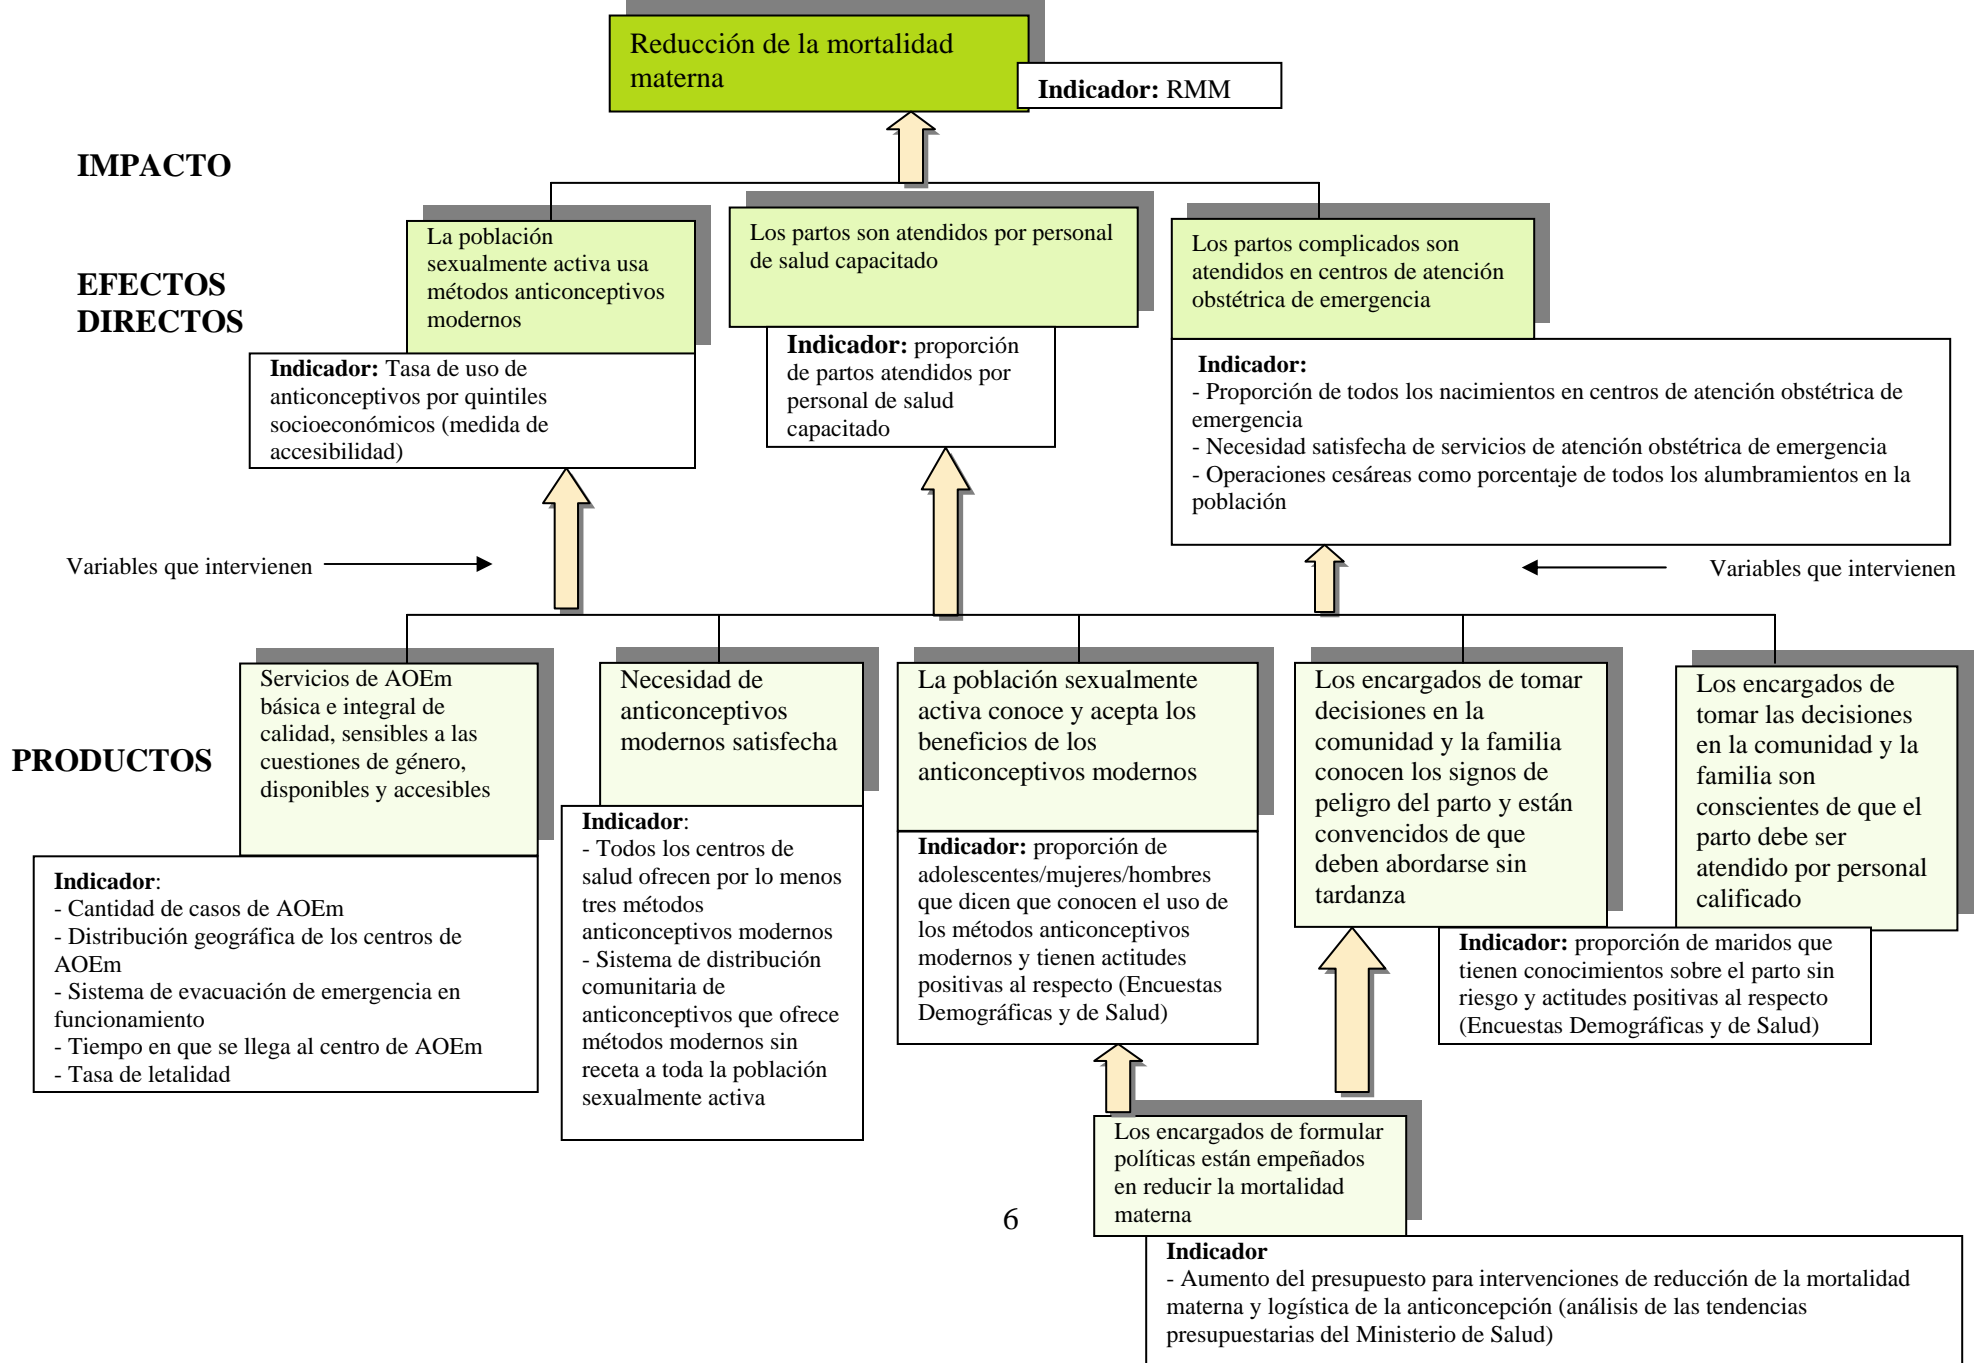 Reducción de la mortalidad
materna
Indicador: RMM
IMPACTO
EFECTOS
DIRECTOS
La población
sexualmente activa usa
métodos anticonceptivos
modernos
Indicador: Tasa de uso de
anticonceptivos por quintiles
socioeconómicos (medida de
accesibilidad)
Los partos son atendidos por personal
de salud capacitado
Indicador: proporción
de partos atendidos por
personal de salud
capacitado
Los partos complicados son
atendidos en centros de atención
obstétrica de emergencia
Indicador:
- Proporción de todos los nacimientos en centros de atención obstétrica de
emergencia
- Necesidad satisfecha de servicios de atención obstétrica de emergencia
- Operaciones cesáreas como porcentaje de todos los alumbramientos en la
población
Variables que intervienen
Variables que intervienen
PRODUCTOS
Servicios de AOEm
básica e integral de
calidad, sensibles a las
cuestiones de género,
disponibles y accesibles
Indicador:
- Cantidad de casos de AOEm
- Distribución geográfica de los centros de
AOEm
- Sistema de evacuación de emergencia en
funcionamiento
- Tiempo en que se llega al centro de AOEm
- Tasa de letalidad
Necesidad de
anticonceptivos
modernos satisfecha
Indicador:
- Todos los centros de
salud ofrecen por lo menos
tres métodos
anticonceptivos modernos
- Sistema de distribución
comunitaria de
anticonceptivos que ofrece
métodos modernos sin
receta a toda la población
sexualmente activa
La población sexualmente
activa conoce y acepta los
beneficios de los
anticonceptivos modernos
Indicador: proporción de
adolescentes/mujeres/hombres
que dicen que conocen el uso de
los métodos anticonceptivos
modernos y tienen actitudes
positivas al respecto (Encuestas
Demográficas y de Salud)
Los encargados de tomar
decisiones en la
comunidad y la familia
conocen los signos de
peligro del parto y están
convencidos de que
deben abordarse sin
tardanza
Los encargados de
tomar las decisiones
en la comunidad y la
familia son
conscientes de que el
parto debe ser
atendido por personal
calificado
Indicador: proporción de maridos que
tienen conocimientos sobre el parto sin
riesgo y actitudes positivas al respecto
(Encuestas Demográficas y de Salud)
Los encargados de formular
políticas están empeñados
en reducir la mortalidad
materna
6
Indicador
- Aumento del presupuesto para intervenciones de reducción de la mortalidad
materna y logística de la anticoncepción (análisis de las tendencias
presupuestarias del Ministerio de Salud)